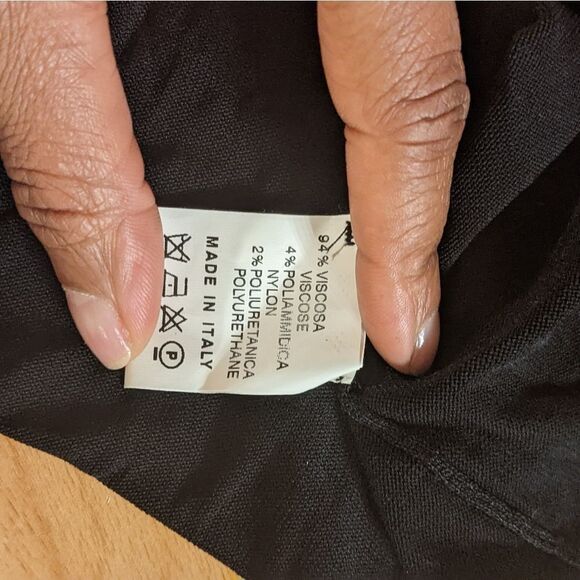 94% VISCOSA
VISCOSE
4% POLIAMMIDICA
NYLON
2% POLIURETANICA
POLYURETHANE
MADE IN ITALY
P